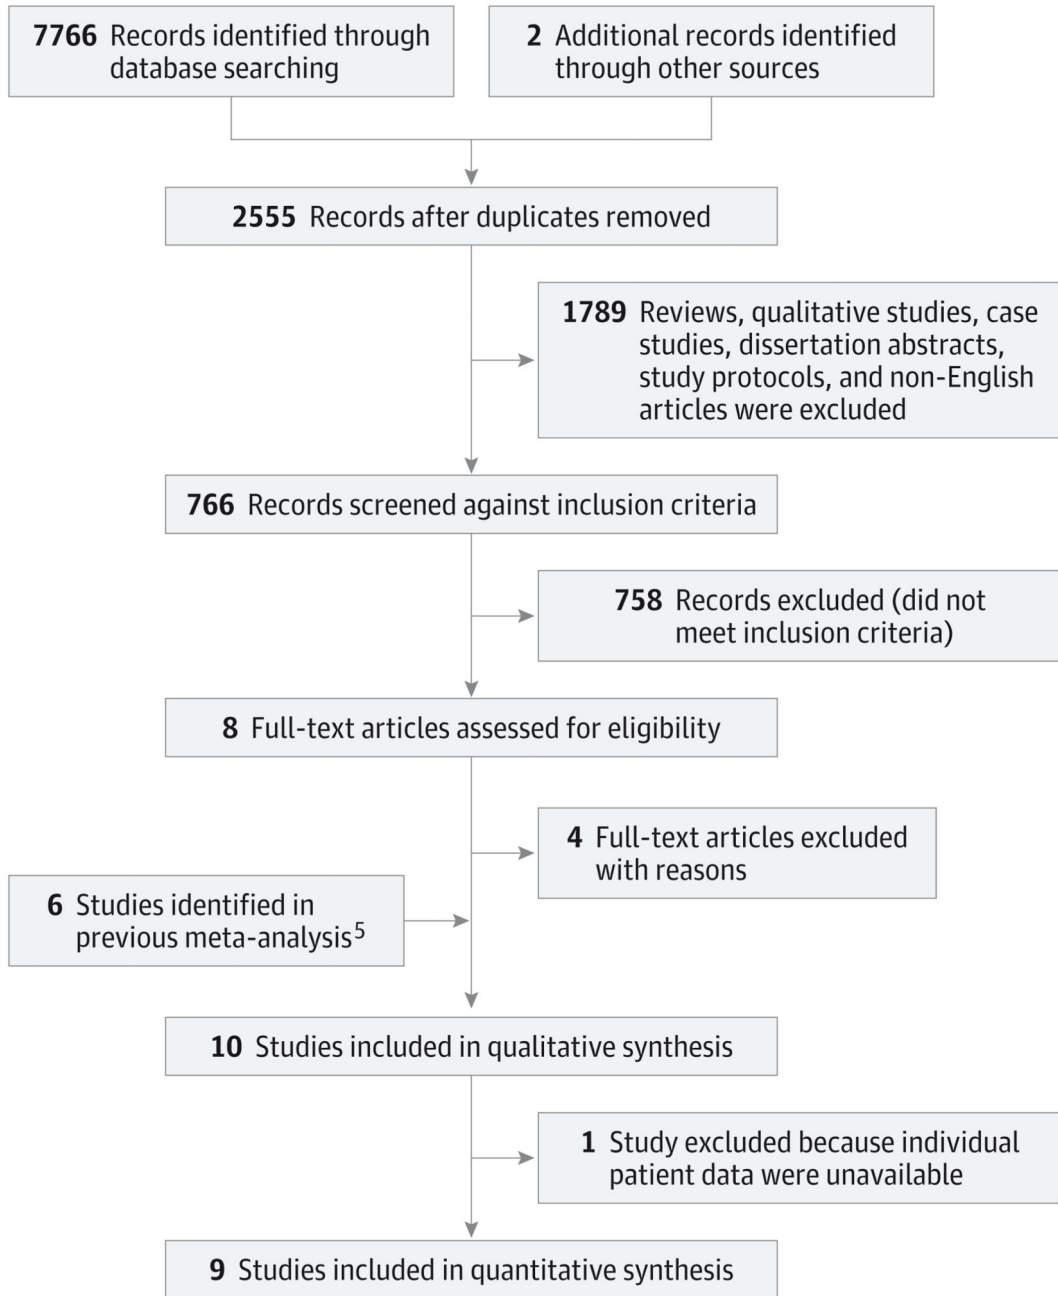 7766 Records identified through
database searching
2 Additional records identified
through other sources
2555 Records after duplicates removed
1789 Reviews, qualitative studies, case
studies, dissertation abstracts,
study protocols, and non-English
articles were excluded
766 Records screened against inclusion criteria
758 Records excluded (did not
meet inclusion criteria)
8 Full-text articles assessed for eligibility
4 Full-text articles excluded
with reasons
6 Studies identified in
previous meta-analysis5
10 Studies included in qualitative synthesis
1 Study excluded because individual
patient data were unavailable
9 Studies included in quantitative synthesis